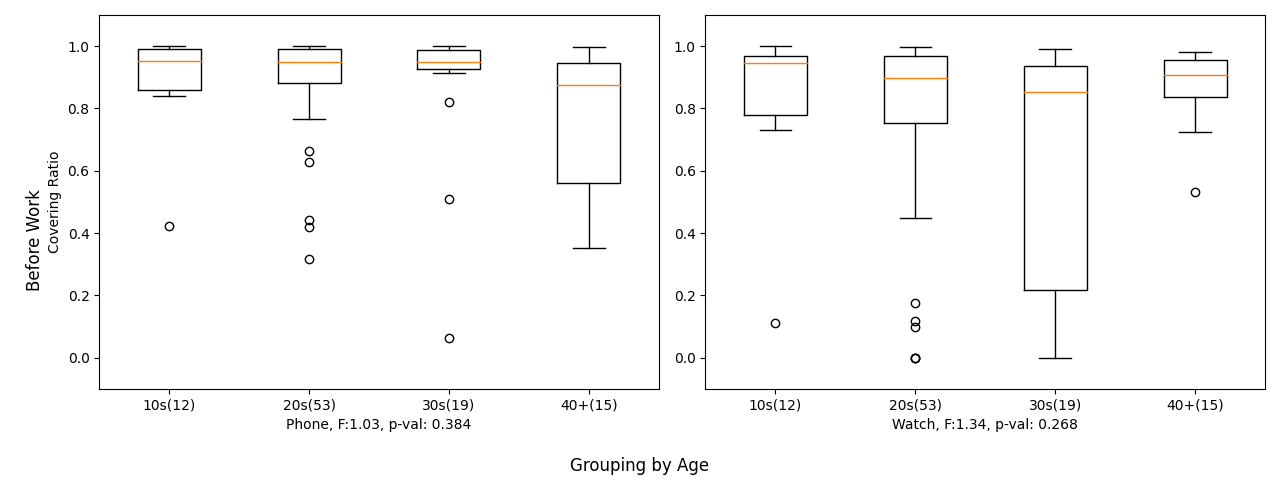 Before Work
Covering Ratio
1.0
0.8
0.6
0.4
0.2
0.0
10s(12) 20s(53) 30s(19) 40+(15)
Phone, F:1.03, p-val: 0.384
1.0
0.8
0.6
0.4
0.2
0.0
10s(12) 20s(53) 30s(19) 40+(15)
Watch, F:1.34, p-val: 0.268
Grouping by Age